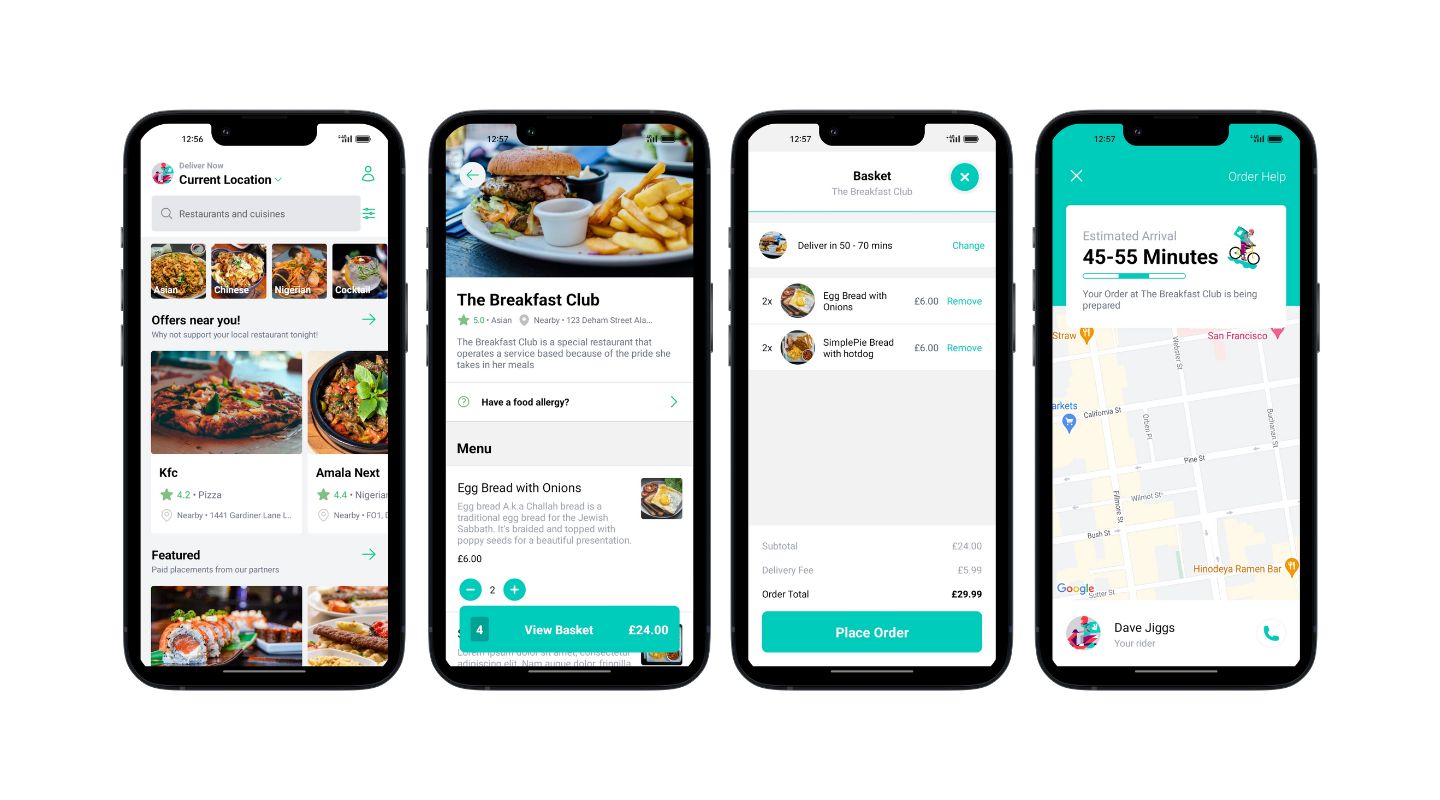 12:56
Deliver Now
Current Location
Restaurants and cuisines
Asian
Chinese
Nigerian
Cocktail
Offers near you!
Why not support your local restaurant tonight!
Kfc
4.2 • Pizza
Nearby • 1441 Gardiner Lane L...
Amala Next
4.4 • Nigerian
Nearby • FO1,
Featured
Paid placements from our partners
12:57
The Breakfast Club
5.0 • Asian
Nearby • 123 Deham Street Ala...
The Breakfast Club is a special restaurant that
operates a service based because of the pride she
takes in her meals
Have a food allergy?
Menu
Egg Bread with Onions
Egg bread A.k.a Challah bread is a
traditional egg bread for the Jewish
Sabbath. It's braided and topped with
poppy seeds for a beautiful presentation.
£6.00
2
4
View Basket
£24.00
Lorem ipsum dolor sit amet, consectetur
adipiscing elit. Nam augue dolor fringilla
12:57
Basket
The Breakfast Club
Deliver in 50 - 70 mins
Change
2x
Egg Bread with
Onions
£6.00
Remove
2x
SimplePie Bread
with hotdog
£6.00
Remove
Subtotal
£24.00
Delivery Fee
£5.99
Order Total
£29.99
Place Order
12:57
Order Help
Estimated Arrival
45-55 Minutes
Your Order at The Breakfast Club is being
prepared
Straw
San Francisco
Webster St
arkets
California St
Orben Pl
Buchanan St
Pine St
Wilmot St
Fillmore St
Bush St
Hinodeya Ramen Bar
Google
Sutter St
Dave Jiggs
Your rider